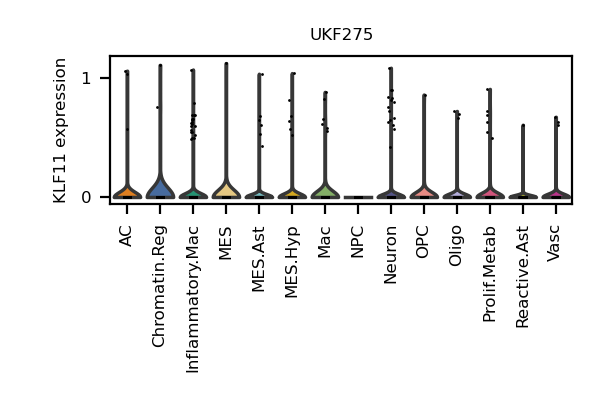 UKF275
KLF11 expression
1
0
AC
Chromatin.Reg
Inflammatory.Mac
MES
MES.Ast
MES.Hyp
Mac
NPC
Neuron
OPC
Oligo
Prolif.Metab
Reactive.Ast
Vasc